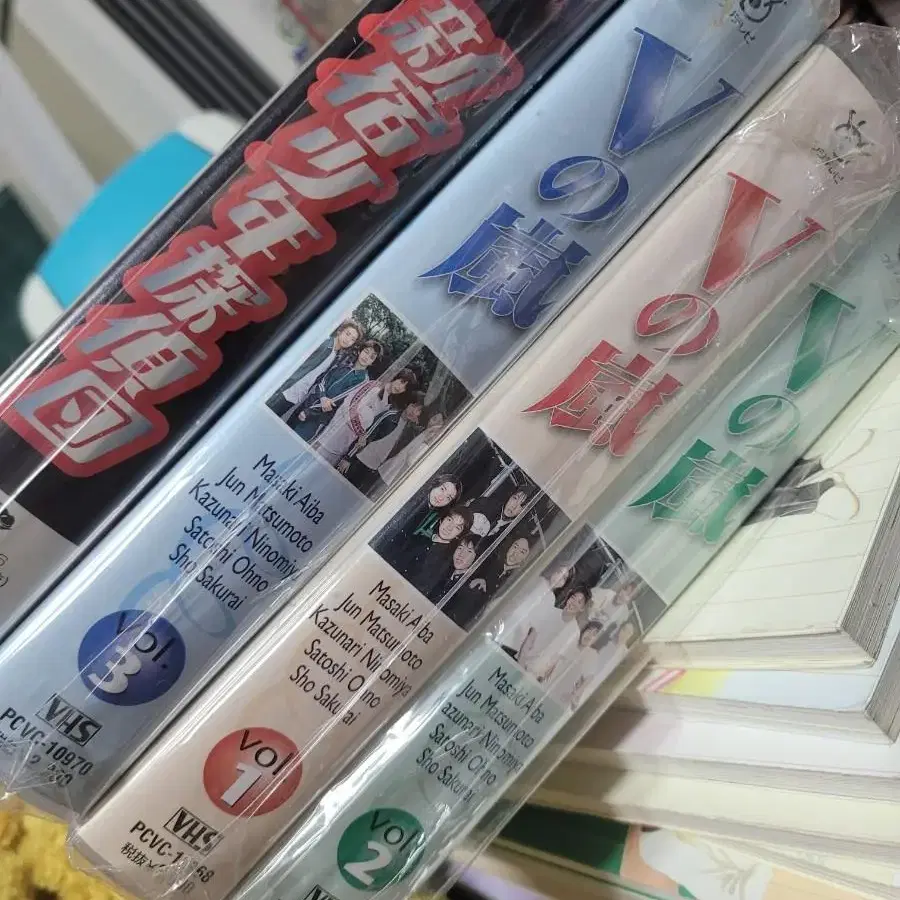 新宿少年探偵団
Vの嵐
Masaki Aiba
Jun Matsumoto
Kazunari Ninomiya
Satoshi Ohno
Sho Sakurai
vol.
3
VHS
PCVC-10970
Vの嵐
Masaki Aiba
Jun Matsumoto
Kazunari Ninomiya
Satoshi Ohno
Sho Sakurai
vol.
1
VHS
Vの嵐
Masaki Aiba
Jun Matsumoto
Kazunari Ninomiya
Satoshi Ohno
Sho Sakurai
vol.
2